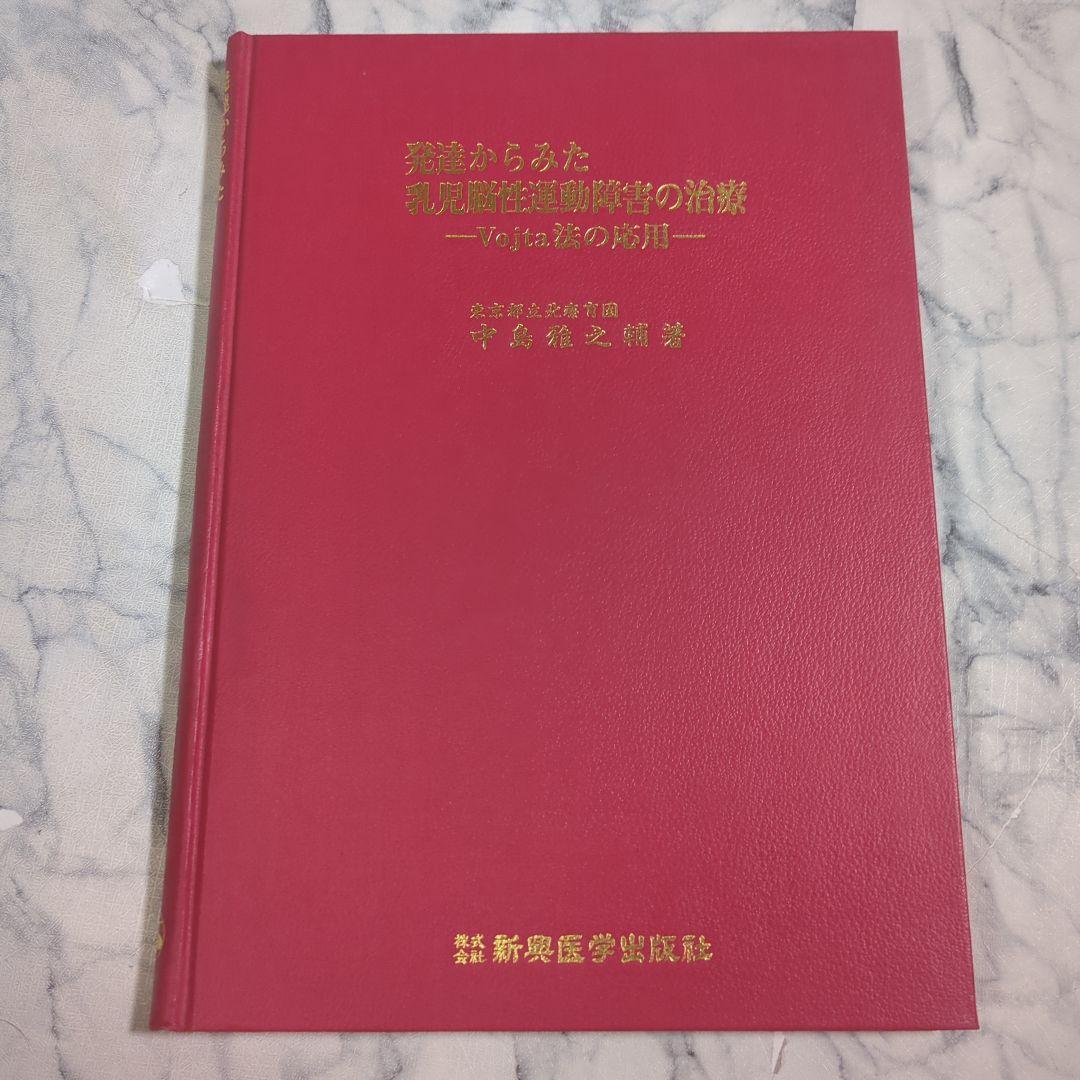 発達からみた
乳児脳性運動障害の治療
―Vojta法の応用―
東京都立北療育園
中島雅之輔著
株式会社 新興医学出版社